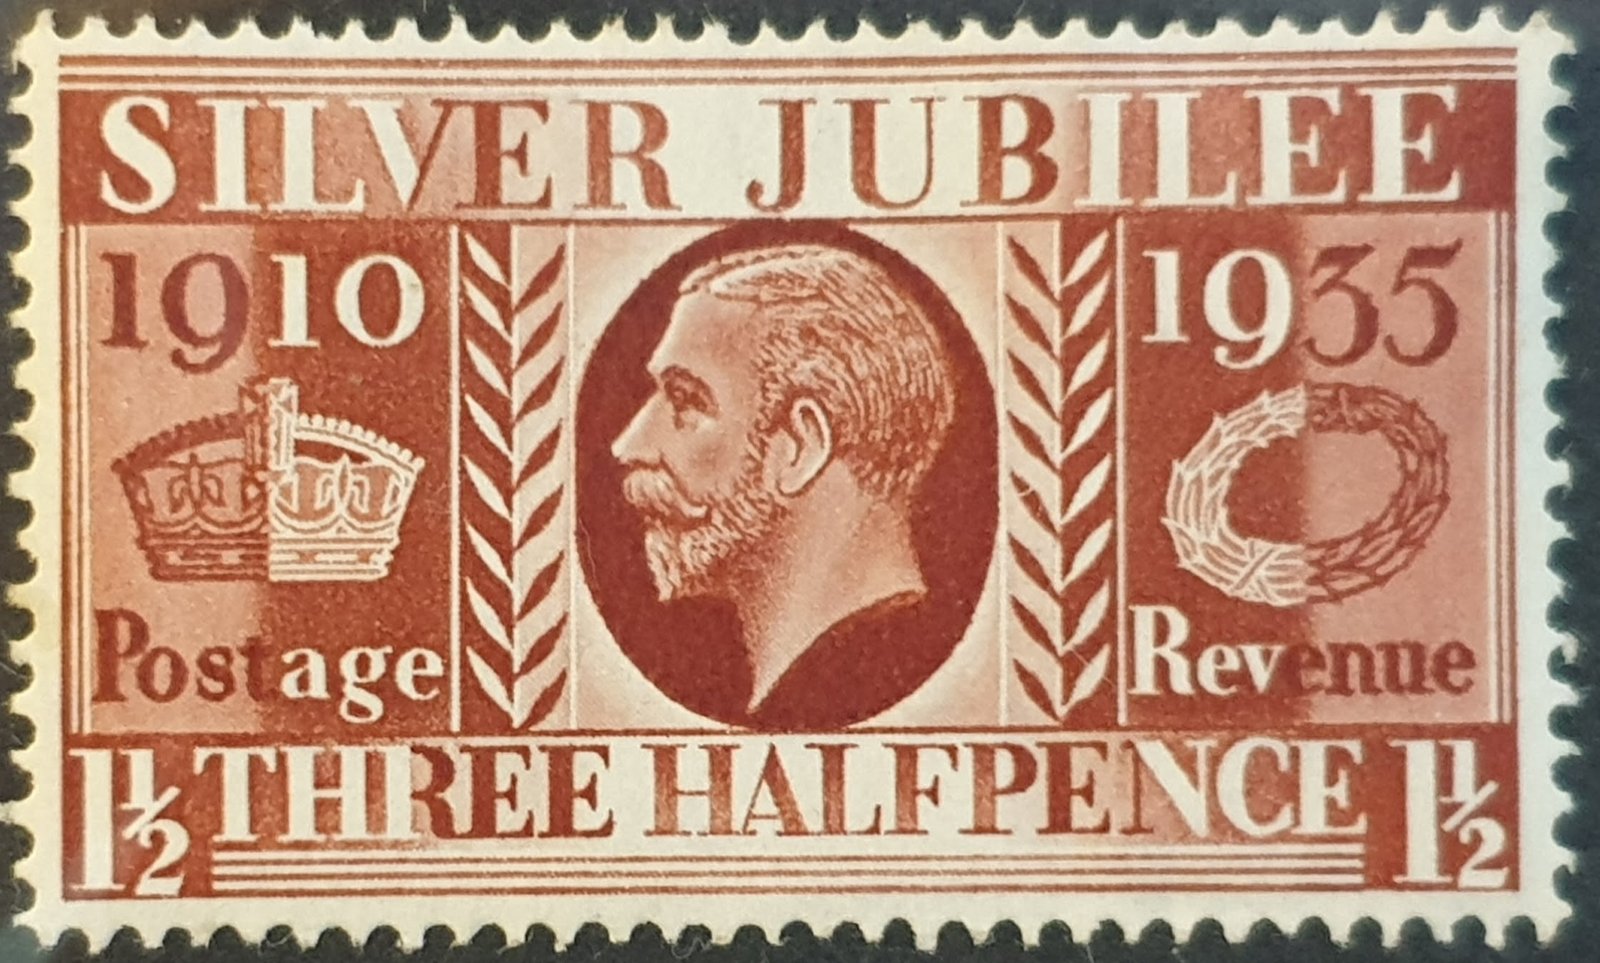 SILVER JUBILEE
1910 1935
Postage Revenue
1½ THREE HALFPENCE 1½